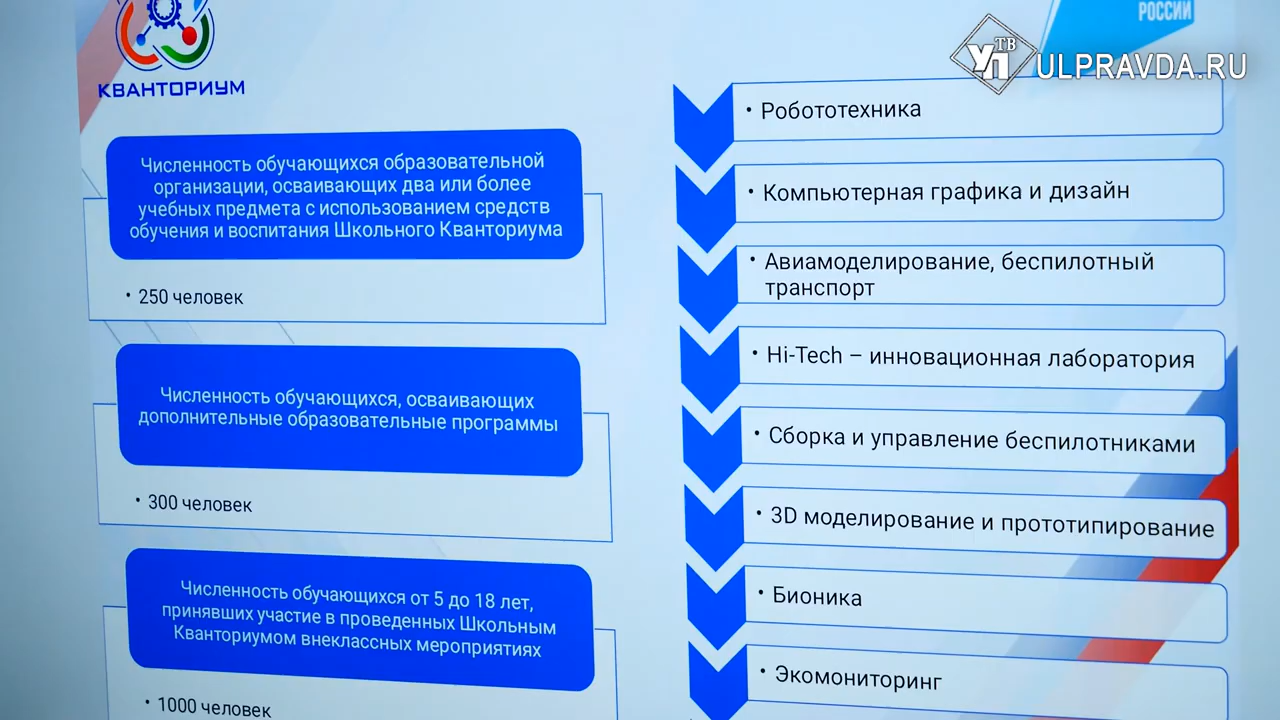 КВАНТОРИУМ
РОССИИ
УП ТВ
ULPRAVDA.RU
Численность обучающихся образовательной
организации, осваивающих два или более
учебных предмета с использованием средств
обучения и воспитания Школьного Кванториума
• 250 человек
Численность обучающихся, осваивающих
дополнительные образовательные программы
• 300 человек
Численность обучающихся от 5 до 18 лет,
принявших участие в проведенных Школьным
Кванториумом внеклассных мероприятиях
• 1000 человек
• Робототехника
• Компьютерная графика и дизайн
• Авиамоделирование, беспилотный
транспорт
• Hi-Tech – инновационная лаборатория
• Сборка и управление беспилотниками
• 3D моделирование и прототипирование
• Бионика
• Экомониторинг